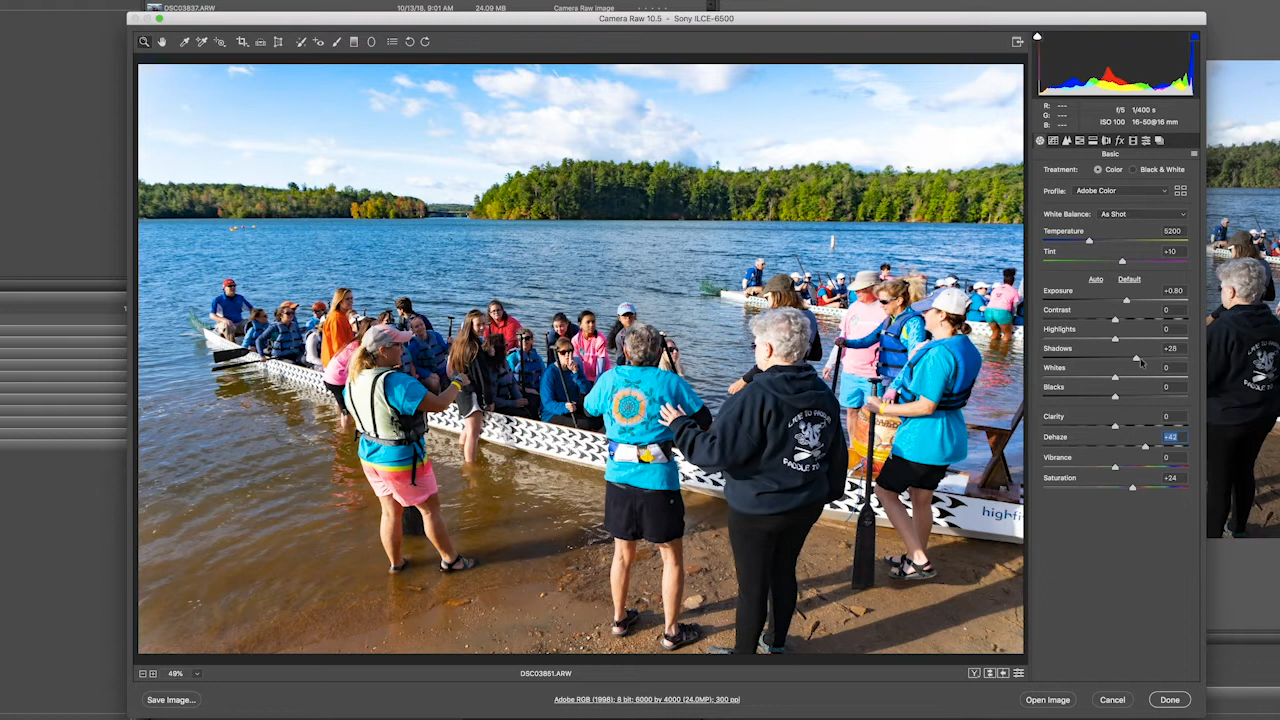 DSC03837.ARW 10/13/18, 9:01 AM 24.09 MB Camera Raw image
Camera Raw 10.5 - Sony ILCE-6500
R: ---
G: ---
B: ---
f/5 1/400 s
ISO 100 16-50@16 mm
fx
Basic
Treatment: Color Black & White
Profile: Adobe Color
White Balance: As Shot
Temperature 5200
Tint +10
Auto Default
Exposure +0.80
Contrast 0
Highlights 0
Shadows +28
Whites 0
Blacks 0
Clarity 0
Dehaze +42
Vibrance 0
Saturation +24
PADDLE TO
highfi
49%
DSC03861.ARW
Y
Save Image...
Adobe RGB (1998); 8 bit; 6000 by 4000 (24.0MP); 300 ppi
Open Image Cancel Done